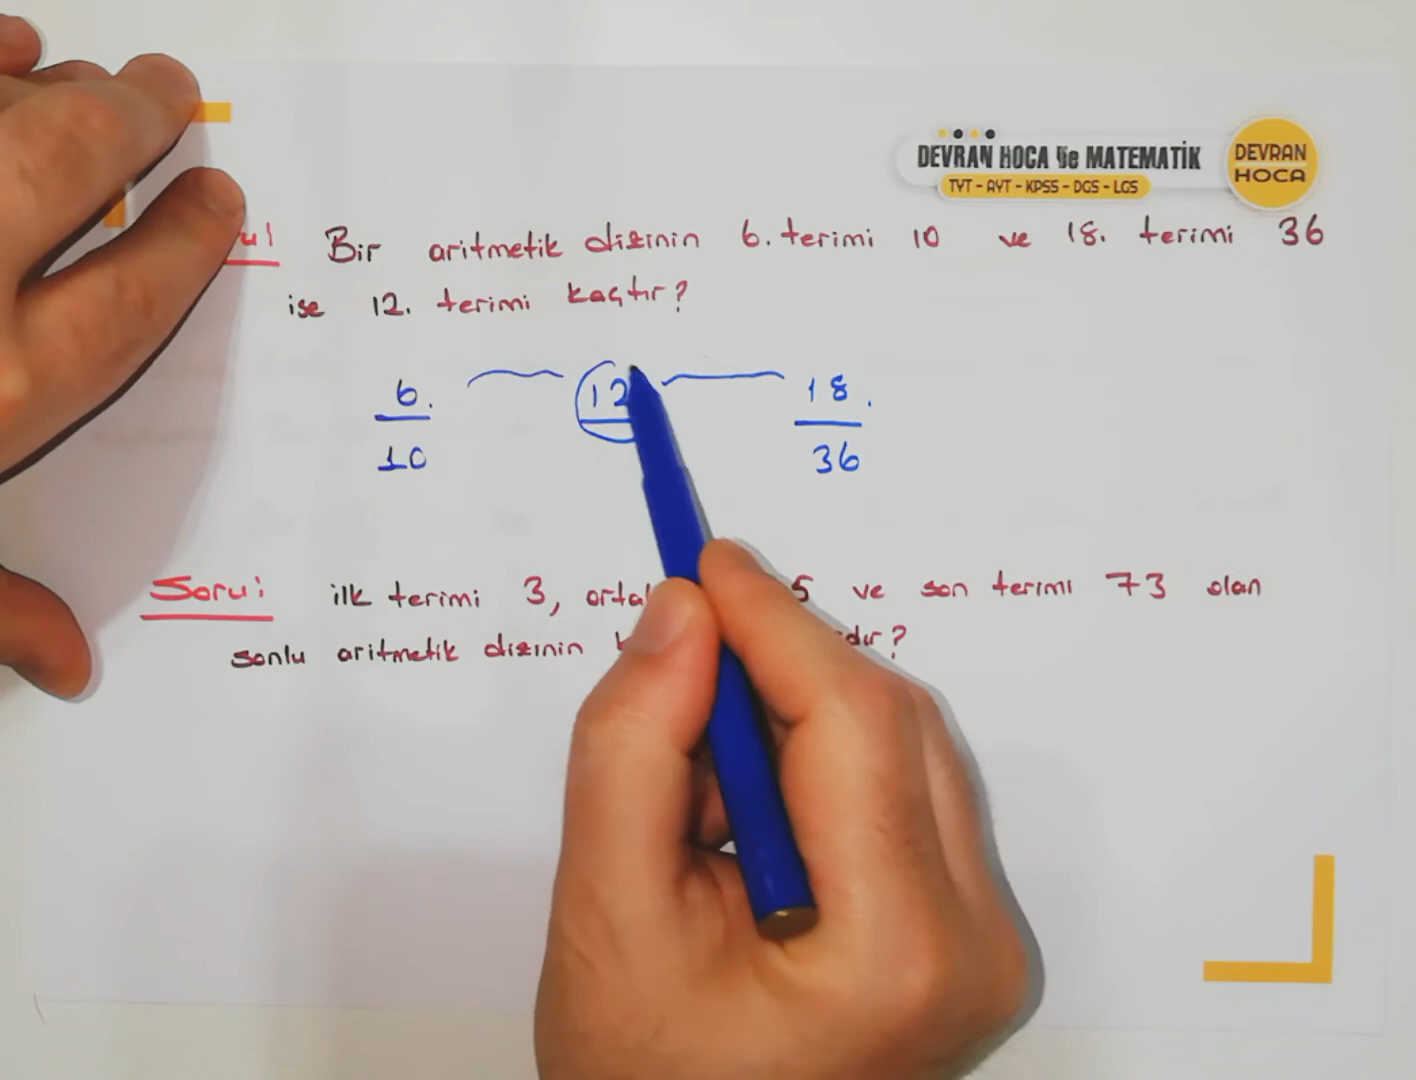 DEVRAN HOCA ile MATEMATİK
TYT - AYT - KPSS - DGS - LGS
DEVRAN
HOCA
Bir aritmetik dizinin 6. terimi 10 ve 18. terimi 36
ise 12. terimi kaçtır?
6. 12 18.
10 36
Soru: ilk terimi 3, 5 ve son terimi 73 olan
sonlu aritmetik dizinin